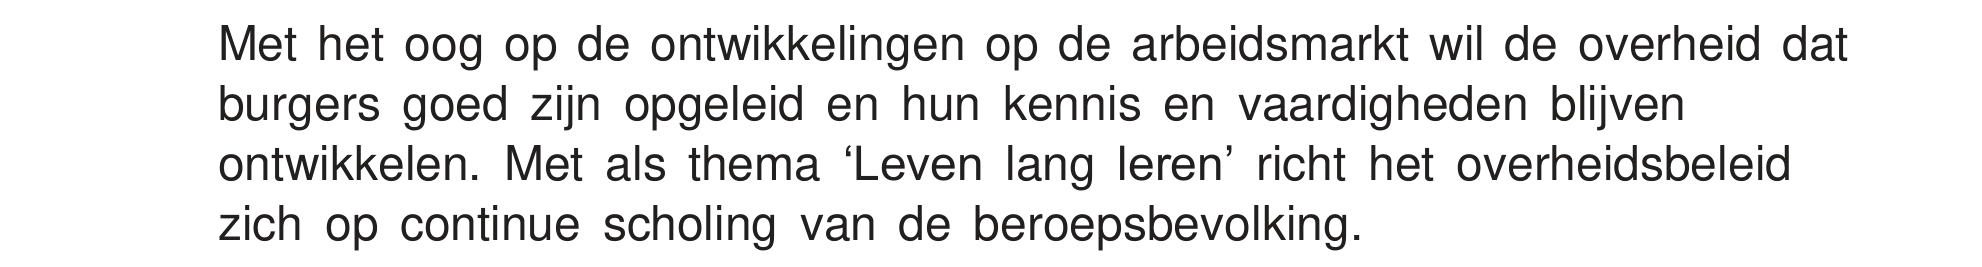 Met het oog op de ontwikkelingen op de arbeidsmarkt wil de overheid dat
burgers goed zijn opgeleid en hun kennis en vaardigheden blijven
ontwikkelen. Met als thema ‘Leven lang leren’ richt het overheidsbeleid
zich op continue scholing van de beroepsbevolking.